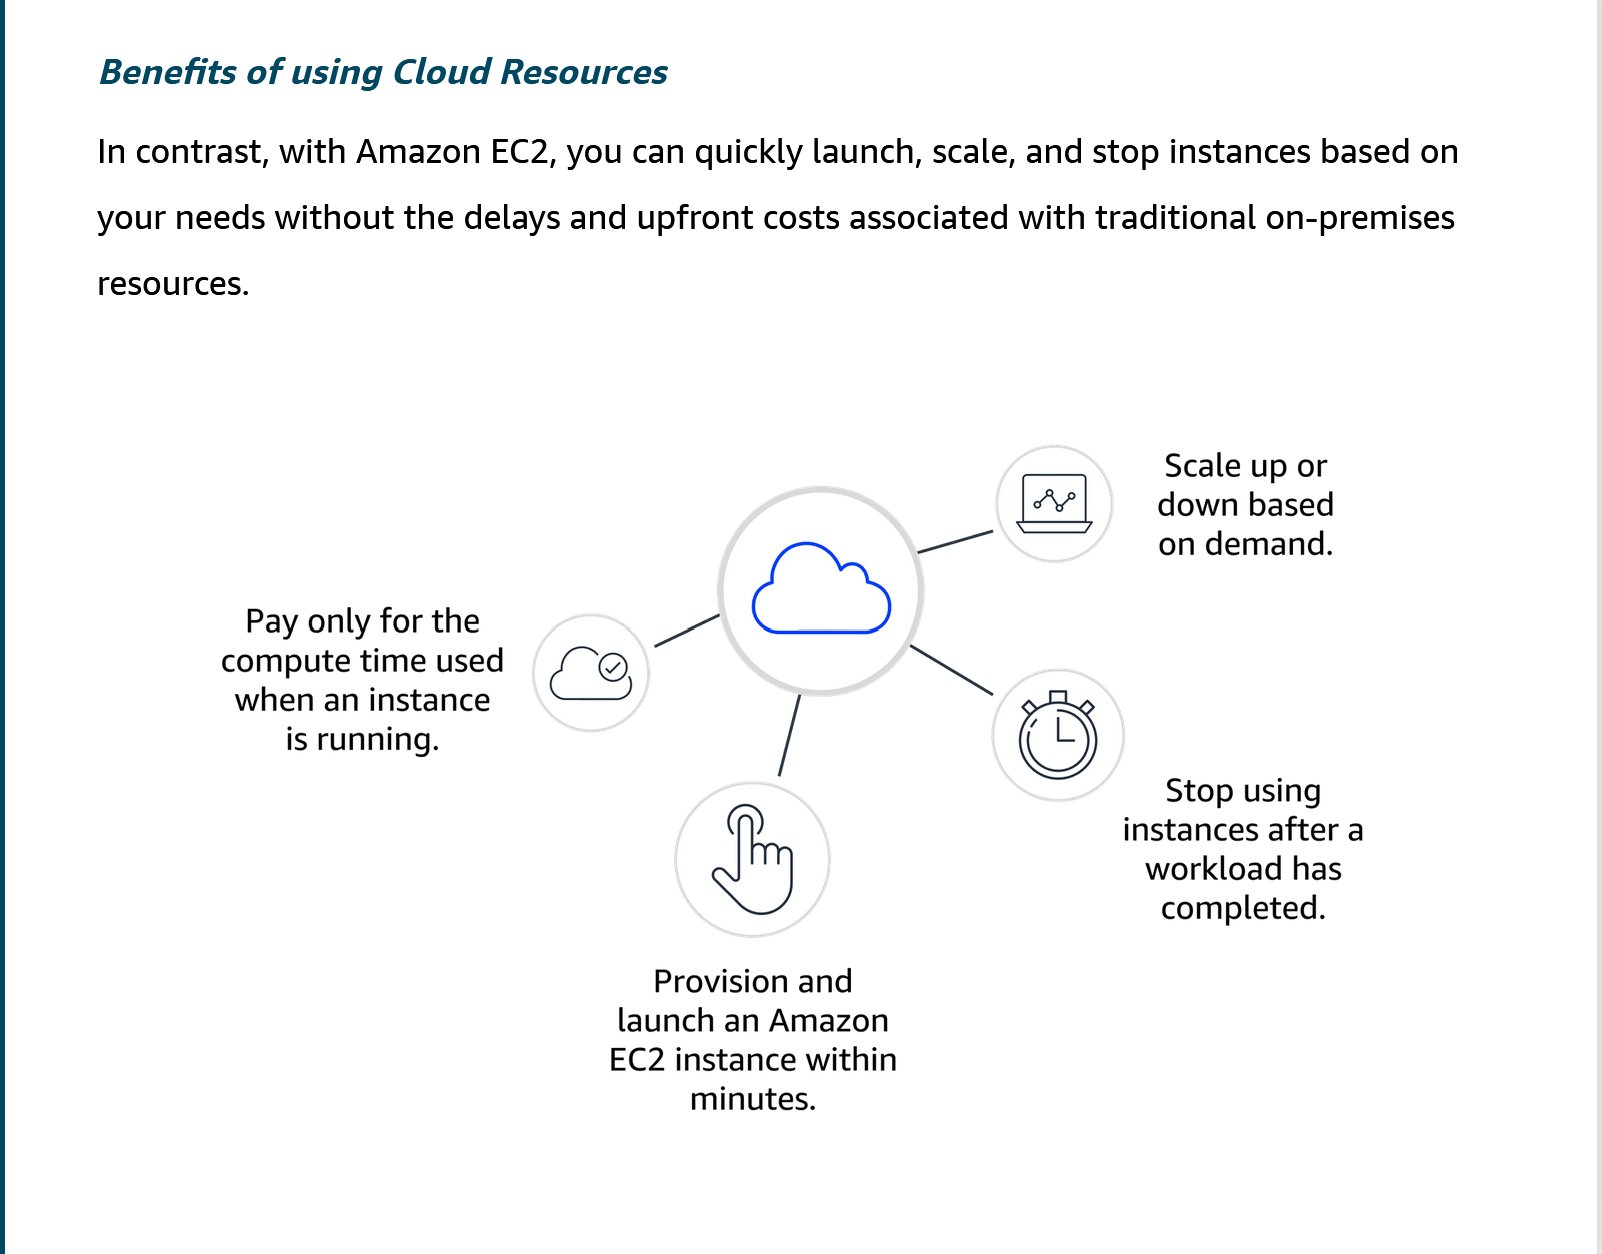 Benefits of using Cloud Resources
In contrast, with Amazon EC2, you can quickly launch, scale, and stop instances based on
your needs without the delays and upfront costs associated with traditional on-premises
resources.
Scale up or
down based
on demand.
Pay only for the
compute time used
when an instance
is running.
Stop using
instances after a
workload has
completed.
Provision and
launch an Amazon
EC2 instance within
minutes.